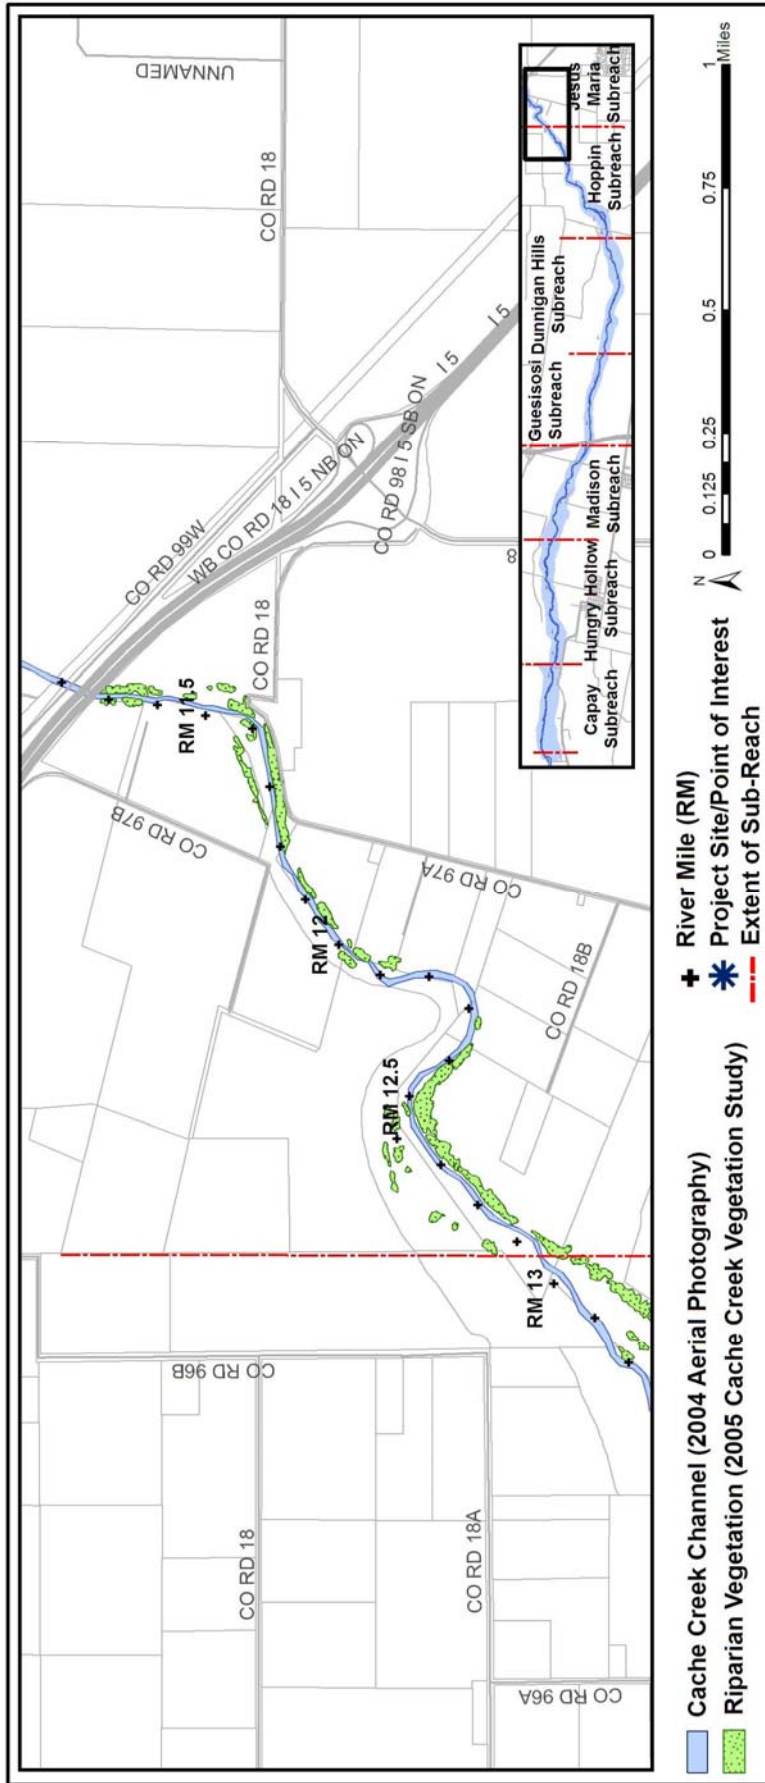 CO RD 96B
CO RD 18
CO RD 18A
CO RD 96A
RM 13
RM 12.5
RM 12
RM 11.5
CO RD 97B
CO RD 97A
CO RD 18B
CO RD 18
CO RD 99W
WB CO RD 18 I 5 NB ON
CO RD 98 I 5 SB ON
I 5
I 5
CO RD 18
UNNAMED
Capay
Subreach
Hungry Hollow
Subreach
Madison
Subreach
Guesisosi
Subreach
Dunnigan Hills
Subreach
Hoppin
Subreach
Jesus
Maria
Subreach
Cache Creek Channel (2004 Aerial Photography)
Riparian Vegetation (2005 Cache Creek Vegetation Study)
River Mile (RM)
Project Site/Point of Interest
Extent of Sub-Reach
N
0 0.125 0.25 0.5 0.75 1
Miles